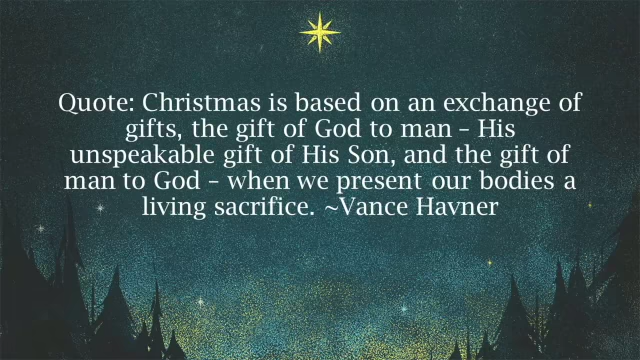 Quote: Christmas is based on an exchange of
gifts, the gift of God to man – His
unspeakable gift of His Son, and the gift of
man to God – when we present our bodies a
living sacrifice. ~Vance Havner